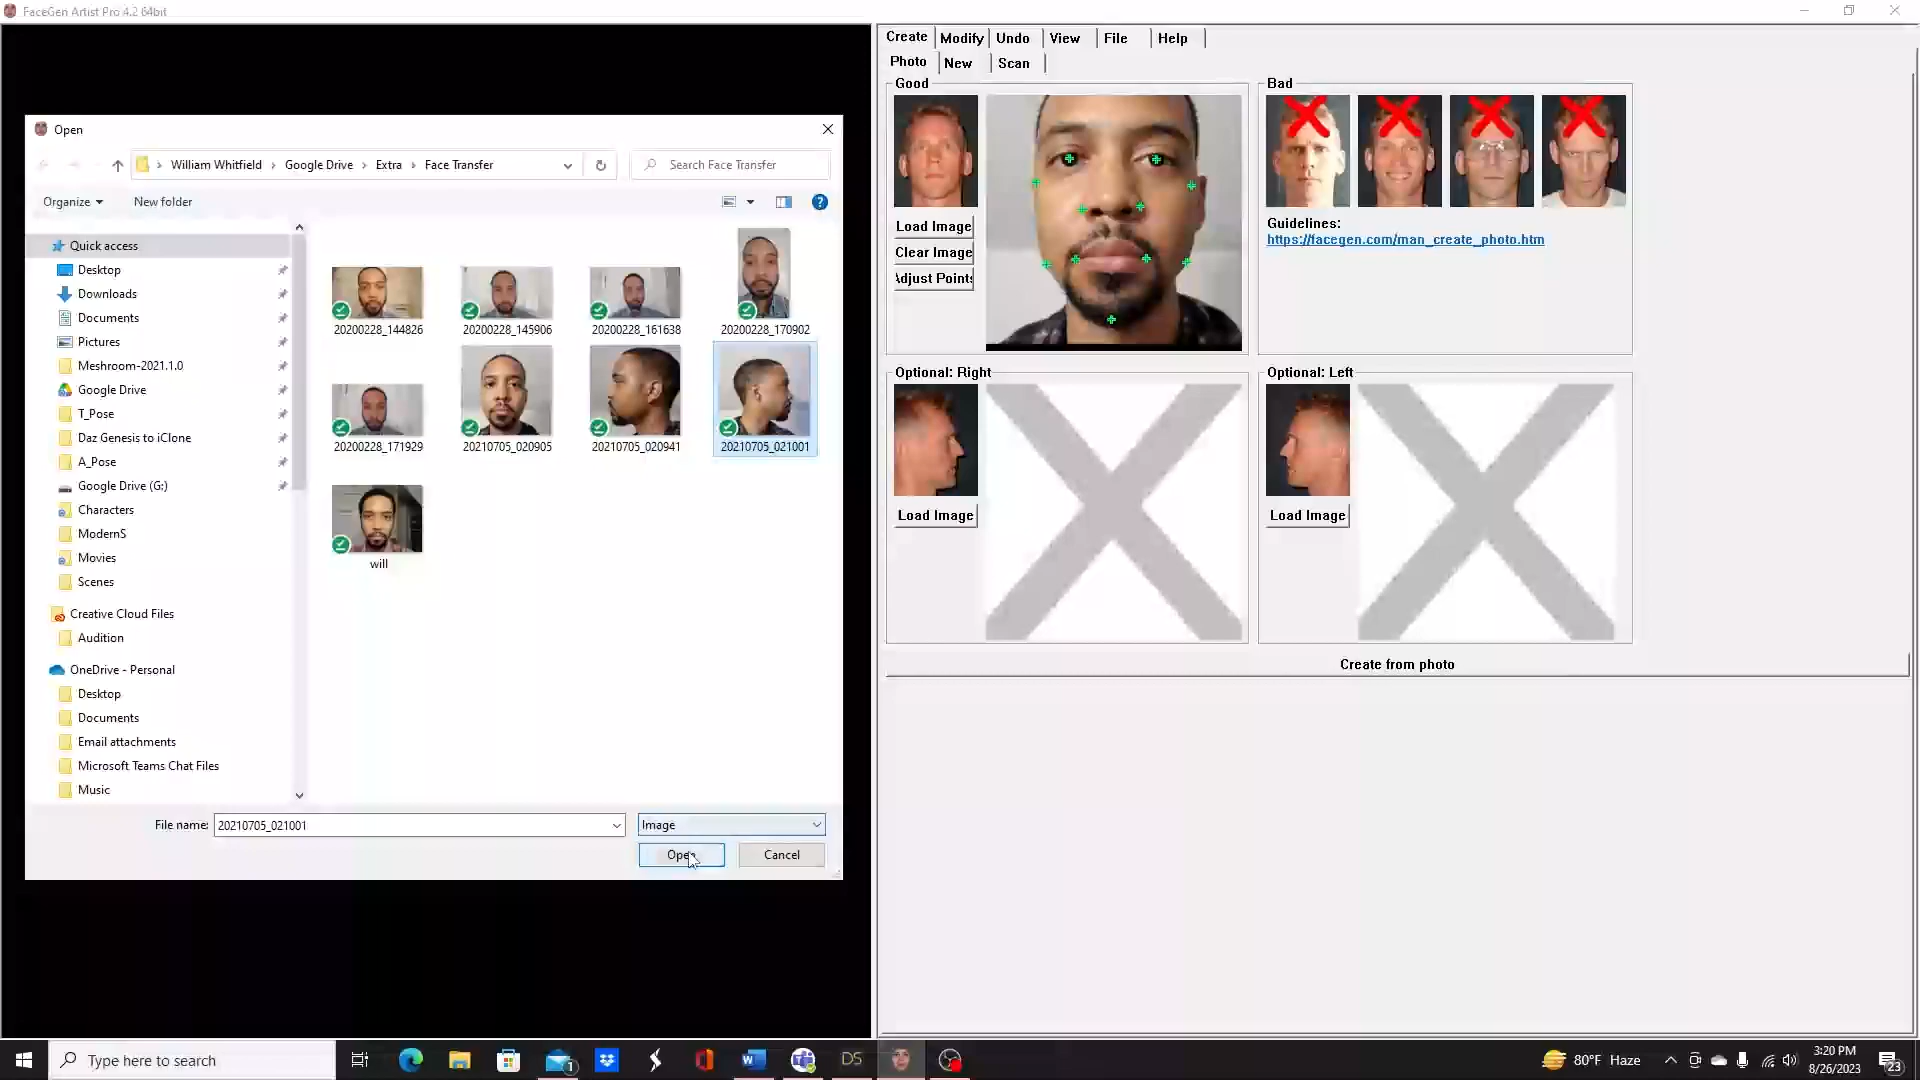 FaceGen Artist Pro 4.2 64bit
Create Modify Undo View File Help
Photo New Scan
Good
Load Image
Clear Image
Adjust Points
Bad
Guidelines:
https://facegen.com/man_create_photo.htm
Optional: Right
Load Image
Optional: Left
Load Image
Create from photo
Open
William Whitfield › Google Drive › Extra › Face Transfer
Search Face Transfer
Organize New folder
Quick access
Desktop
Downloads
Documents
Pictures
Meshroom-2021.1.0
Google Drive
T_Pose
Daz Genesis to iClone
A_Pose
Google Drive (G:)
Characters
ModernS
Movies
Scenes
Creative Cloud Files
Audition
OneDrive - Personal
Desktop
Documents
Email attachments
Microsoft Teams Chat Files
Music
20200228_144826 20200228_145906 20200228_161638 20200228_170902
20200228_171929 20210705_020905 20210705_020941 20210705_021001
will
File name: 20210705_021001 Image
Open Cancel
Type here to search
80°F Haze
3:20 PM
8/26/2023
23